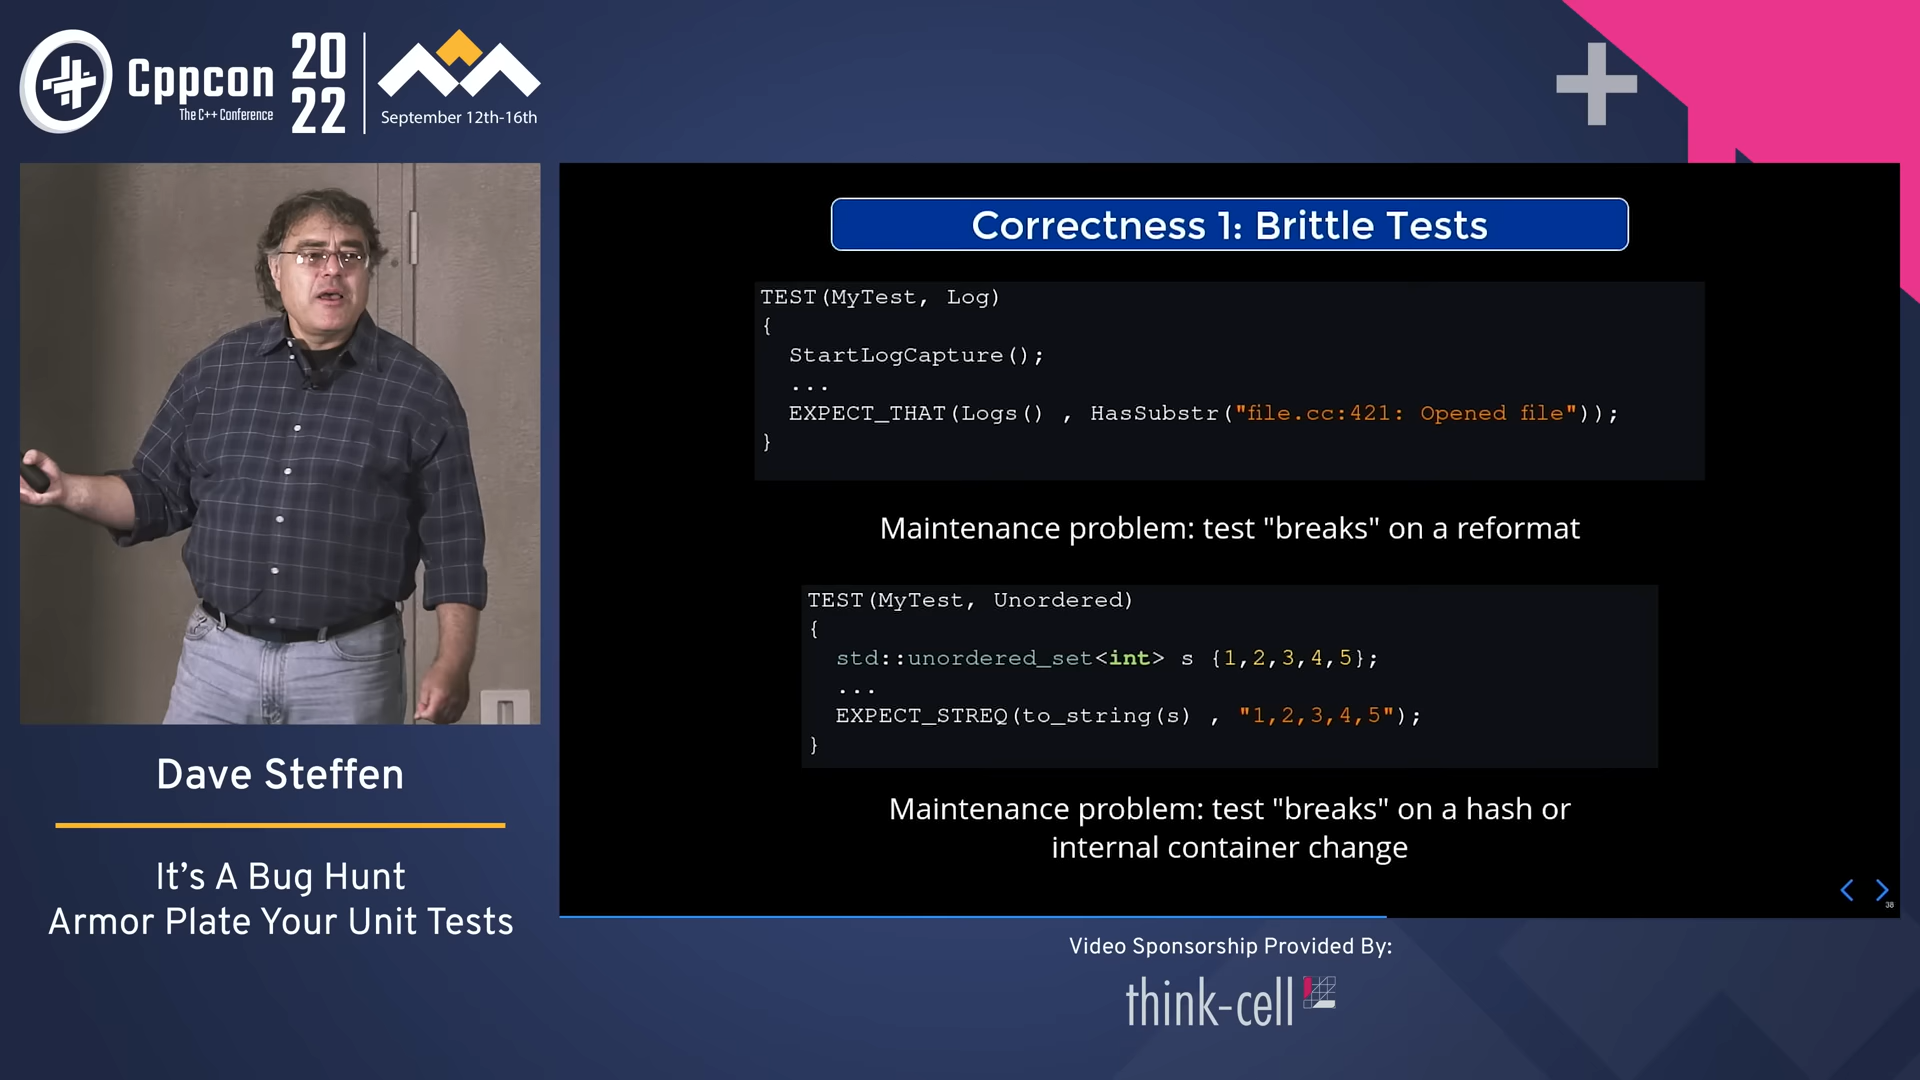 Cppcon
The C++ Conference
20
22
September 12th-16th
Correctness 1: Brittle Tests
TEST(MyTest, Log)
{
StartLogCapture();
...
EXPECT_THAT(Logs() , HasSubstr("file.cc:421: Opened file"));
}
Maintenance problem: test "breaks" on a reformat
TEST(MyTest, Unordered)
{
std::unordered_set<int> s {1,2,3,4,5};
...
EXPECT_STREQ(to_string(s) , "1,2,3,4,5");
}
Maintenance problem: test "breaks" on a hash or
internal container change
38
Dave Steffen
It's A Bug Hunt
Armor Plate Your Unit Tests
Video Sponsorship Provided By:
think-cell